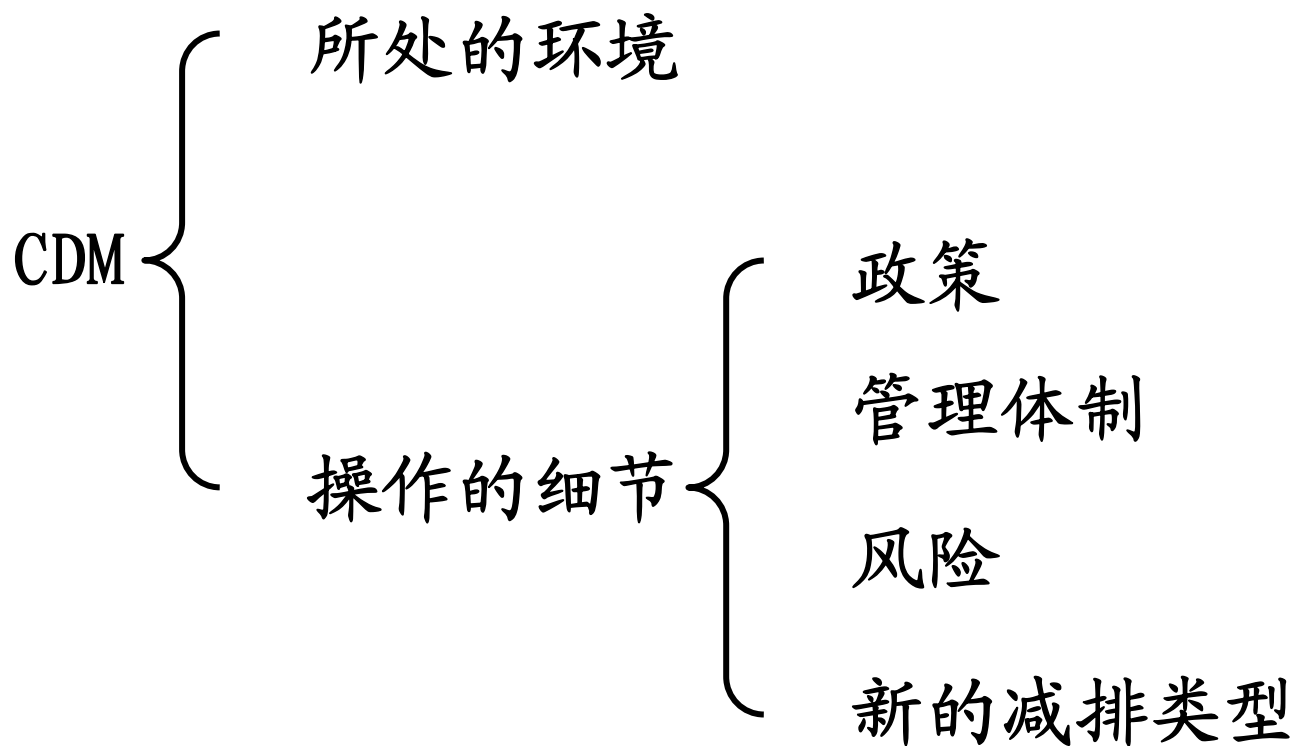 所处的环境
CDM
政策
管理体制
操作的细节
风险
新的减排类型